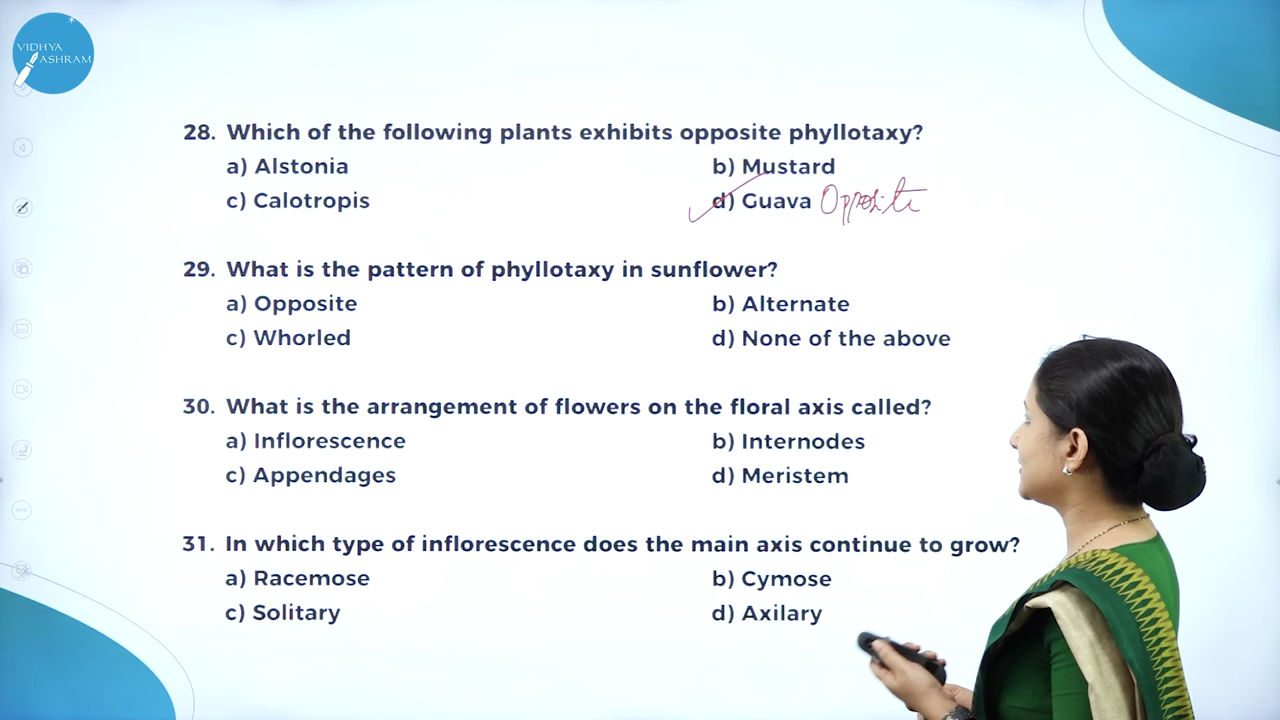 VIDHYA
ASHRAM
28. Which of the following plants exhibits opposite phyllotaxy?
a) Alstonia b) Mustard
c) Calotropis d) Guava Opposite
29. What is the pattern of phyllotaxy in sunflower?
a) Opposite b) Alternate
c) Whorled d) None of the above
30. What is the arrangement of flowers on the floral axis called?
a) Inflorescence b) Internodes
c) Appendages d) Meristem
31. In which type of inflorescence does the main axis continue to grow?
a) Racemose b) Cymose
c) Solitary d) Axilary